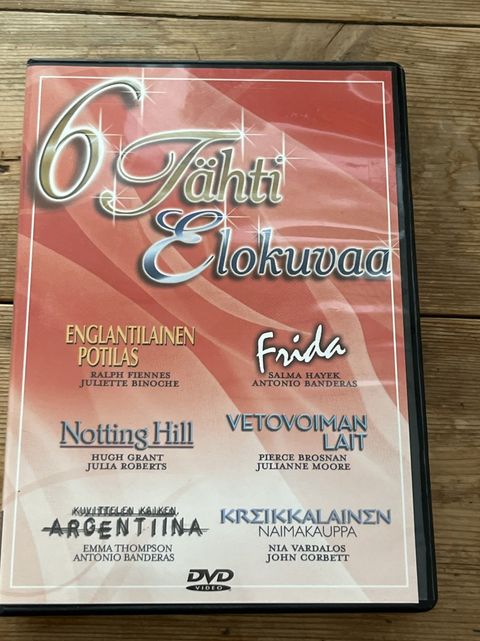 6 Tähti
Elokuvaa
ENGLANTILAINEN
POTILAS
RALPH FIENNES
JULIETTE BINOCHE
Frida
SALMA HAYEK
ANTONIO BANDERAS
Notting Hill
HUGH GRANT
JULIA ROBERTS
VETOVOIMAN
LAIT
PIERCE BROSNAN
JULIANNE MOORE
KUVITTELEN KAIKEN,
ARGENTIINA
EMMA THOMPSON
ANTONIO BANDERAS
KREIKKALAINEN
NAIMAKAUPPA
NIA VARDALOS
JOHN CORBETT
DVD
VIDEO